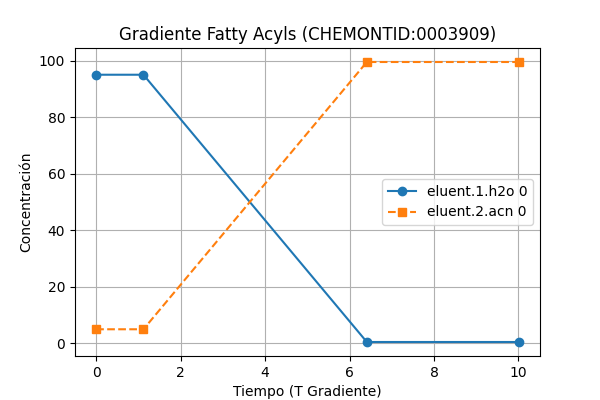 Gradiente Fatty Acyls (CHEMONTID:0003909)
100
80
60
40
20
0
Concentración
eluent.1.h2o 0
eluent.2.acn 0
0
2
4
6
8
10
Tiempo (T Gradiente)